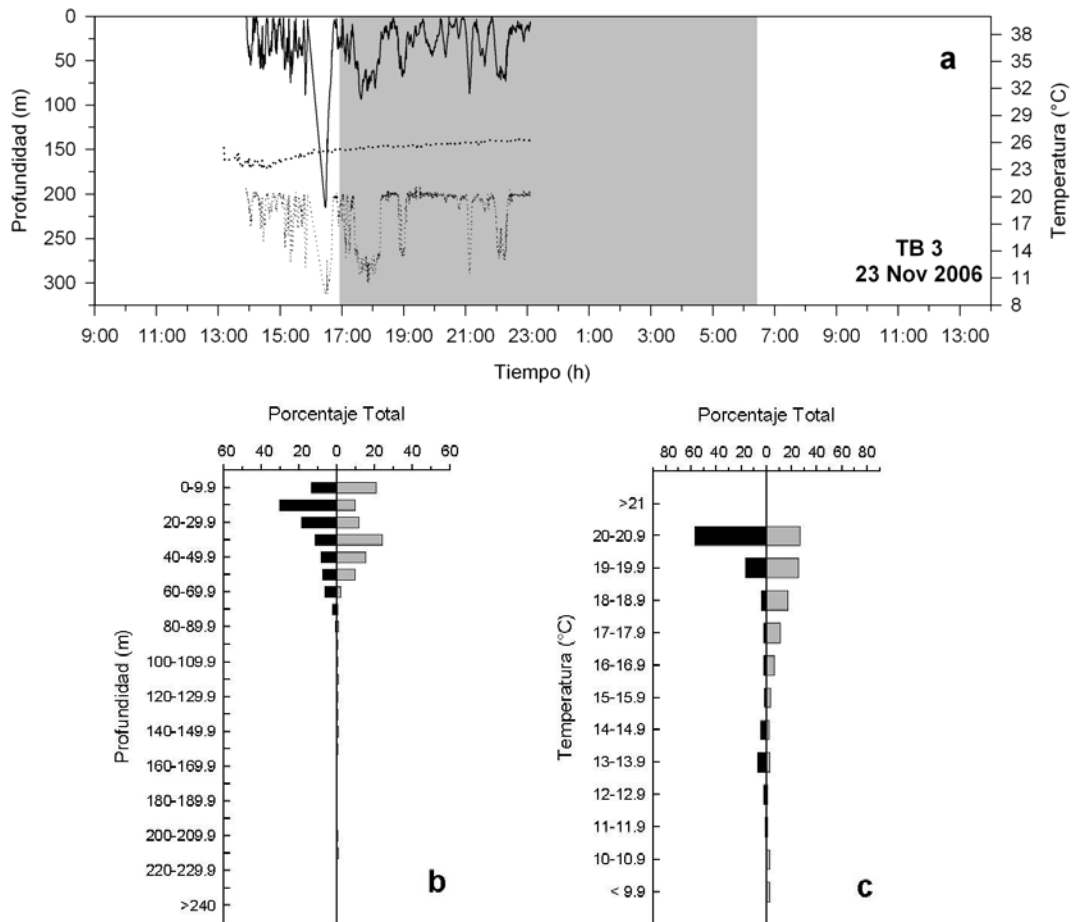 0
50
100
150
200
250
300
Profundidad (m)
38
35
32
29
26
23
20
17
14
11
8
Temperatura (°C)
a
TB 3
23 Nov 2006
9:00 11:00 13:00 15:00 17:00 19:00 21:00 23:00 1:00 3:00 5:00 7:00 9:00 11:00 13:00
Tiempo (h)
Porcentaje Total
60 40 20 0 20 40 60
0-9.9
20-29.9
40-49.9
60-69.9
80-89.9
100-109.9
120-129.9
140-149.9
160-169.9
180-189.9
200-209.9
220-229.9
>240
Profundidad (m)
b
Porcentaje Total
80 60 40 20 0 20 40 60 80
>21
20-20.9
19-19.9
18-18.9
17-17.9
16-16.9
15-15.9
14-14.9
13-13.9
12-12.9
11-11.9
10-10.9
< 9.9
Temperatura (°C)
c